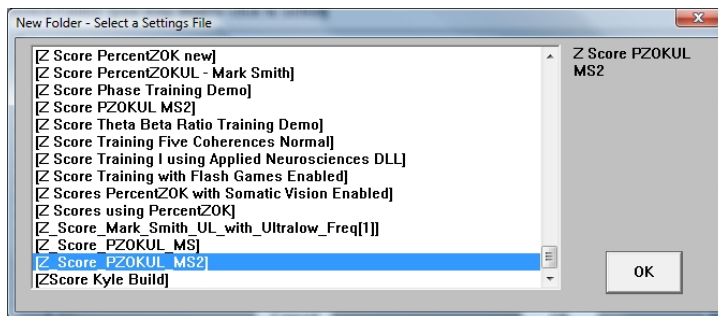 New Folder - Select a Settings File
[Z Score PercentZOK new]
[Z Score PercentZOKUL - Mark Smith]
[Z Score Phase Training Demo]
[Z Score PZOKUL MS2]
[Z Score Theta Beta Ratio Training Demo]
[Z Score Training Five Coherences Normal]
[Z Score Training I using Applied Neurosciences DLL]
[Z Score Training with Flash Games Enabled]
[Z Scores PercentZOK with Somatic Vision Enabled]
[Z Scores using PercentZOK]
[Z_Score_Mark_Smith_UL_with_Ultralow_Freq[1]]
[Z_Score_PZOKUL_MS]
[Z_Score_PZOKUL_MS2]
[ZScore Kyle Build]
Z Score PZOKUL
MS2
OK